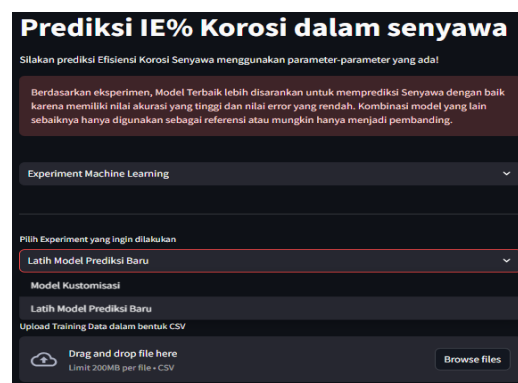 Prediksi IE% Korosi dalam senyawa
Silakan prediksi Efisiensi Korosi Senyawa menggunakan parameter-parameter yang ada!
Berdasarkan eksperimen, Model Terbaik lebih disarankan untuk memprediksi Senyawa dengan baik
karena memiliki nilai akurasi yang tinggi dan nilai error yang rendah. Kombinasi model yang lain
sebaiknya hanya digunakan sebagai referensi atau mungkin hanya menjadi pembanding.
Experiment Machine Learning
Pilih Experiment yang ingin dilakukan
Latih Model Prediksi Baru
Model Kustomisasi
Latih Model Prediksi Baru
Upload Training Data dalam bentuk CSV
Drag and drop file here
Limit 200MB per file • CSV
Browse files